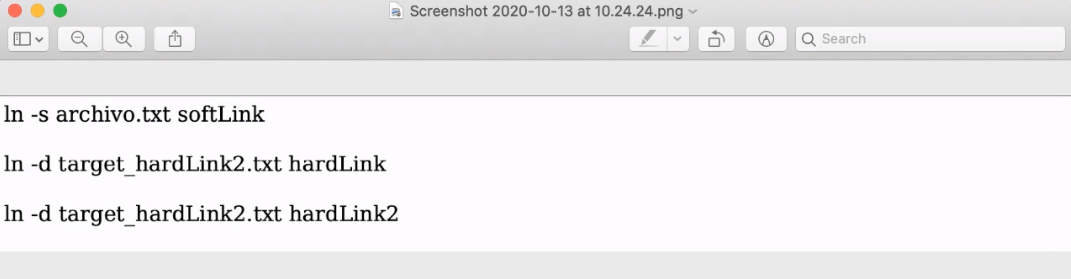 Screenshot 2020-10-13 at 10.24.24.png
Search
ln -s archivo.txt softLink
ln -d target_hardLink2.txt hardLink
ln -d target_hardLink2.txt hardLink2